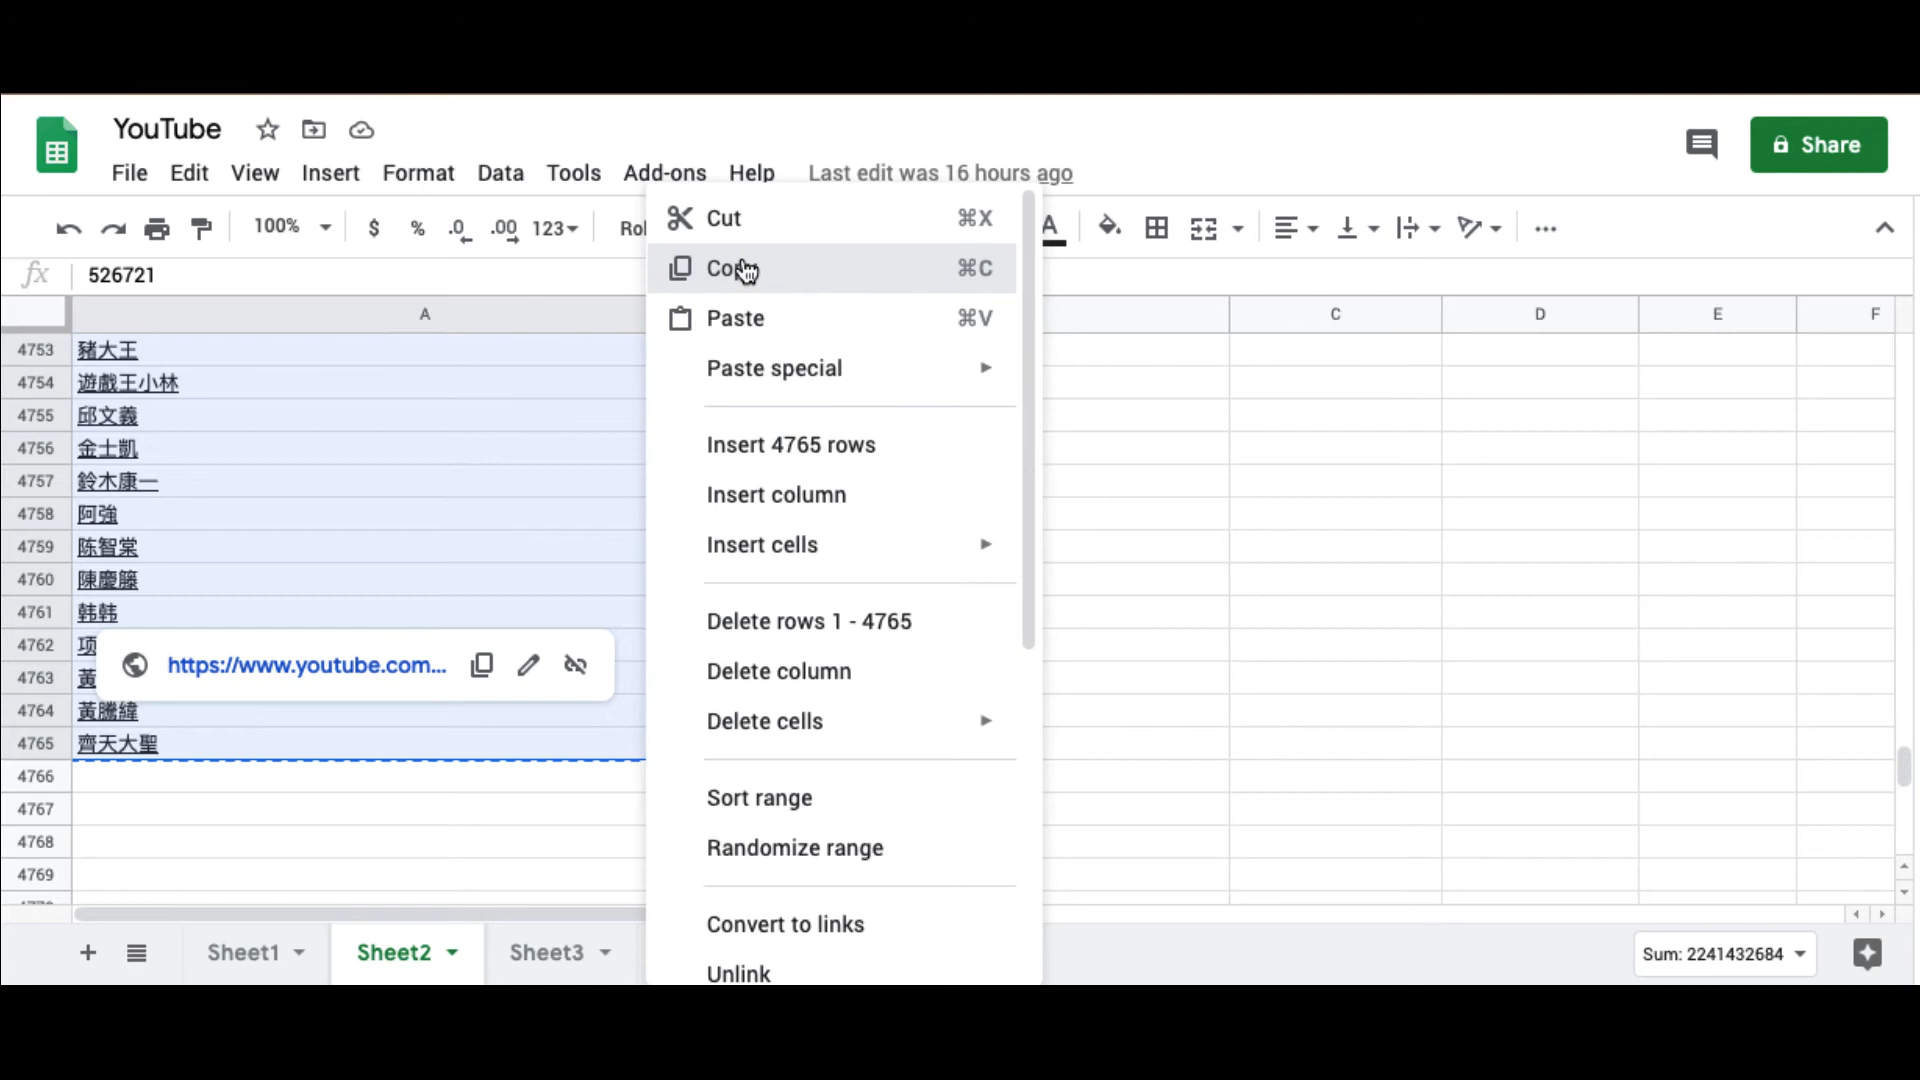 YouTube
File Edit View Insert Format Data Tools Add-ons Help Last edit was 16 hours ago
Share
100% $ % .0 .00 123 A
fx 526721
A C D E F
Cut ⌘X
⌘C
Paste ⌘V
Paste special
Insert 4765 rows
Insert column
Insert cells
Delete rows 1 - 4765
Delete column
Delete cells
Sort range
Randomize range
Convert to links
Unlink
4753 豬大王
4754 遊戲王小林
4755 邱文義
4756 金士凱
4757 鈴木康一
4758 阿強
4759 陈智棠
4760 陳慶籐
4761 韩韩
4762 项
4763 黃
https://www.youtube.com...
4764 黃騰緯
4765 齊天大聖
4766
4767
4768
4769
Sheet1 Sheet2 Sheet3
Sum: 2241432684